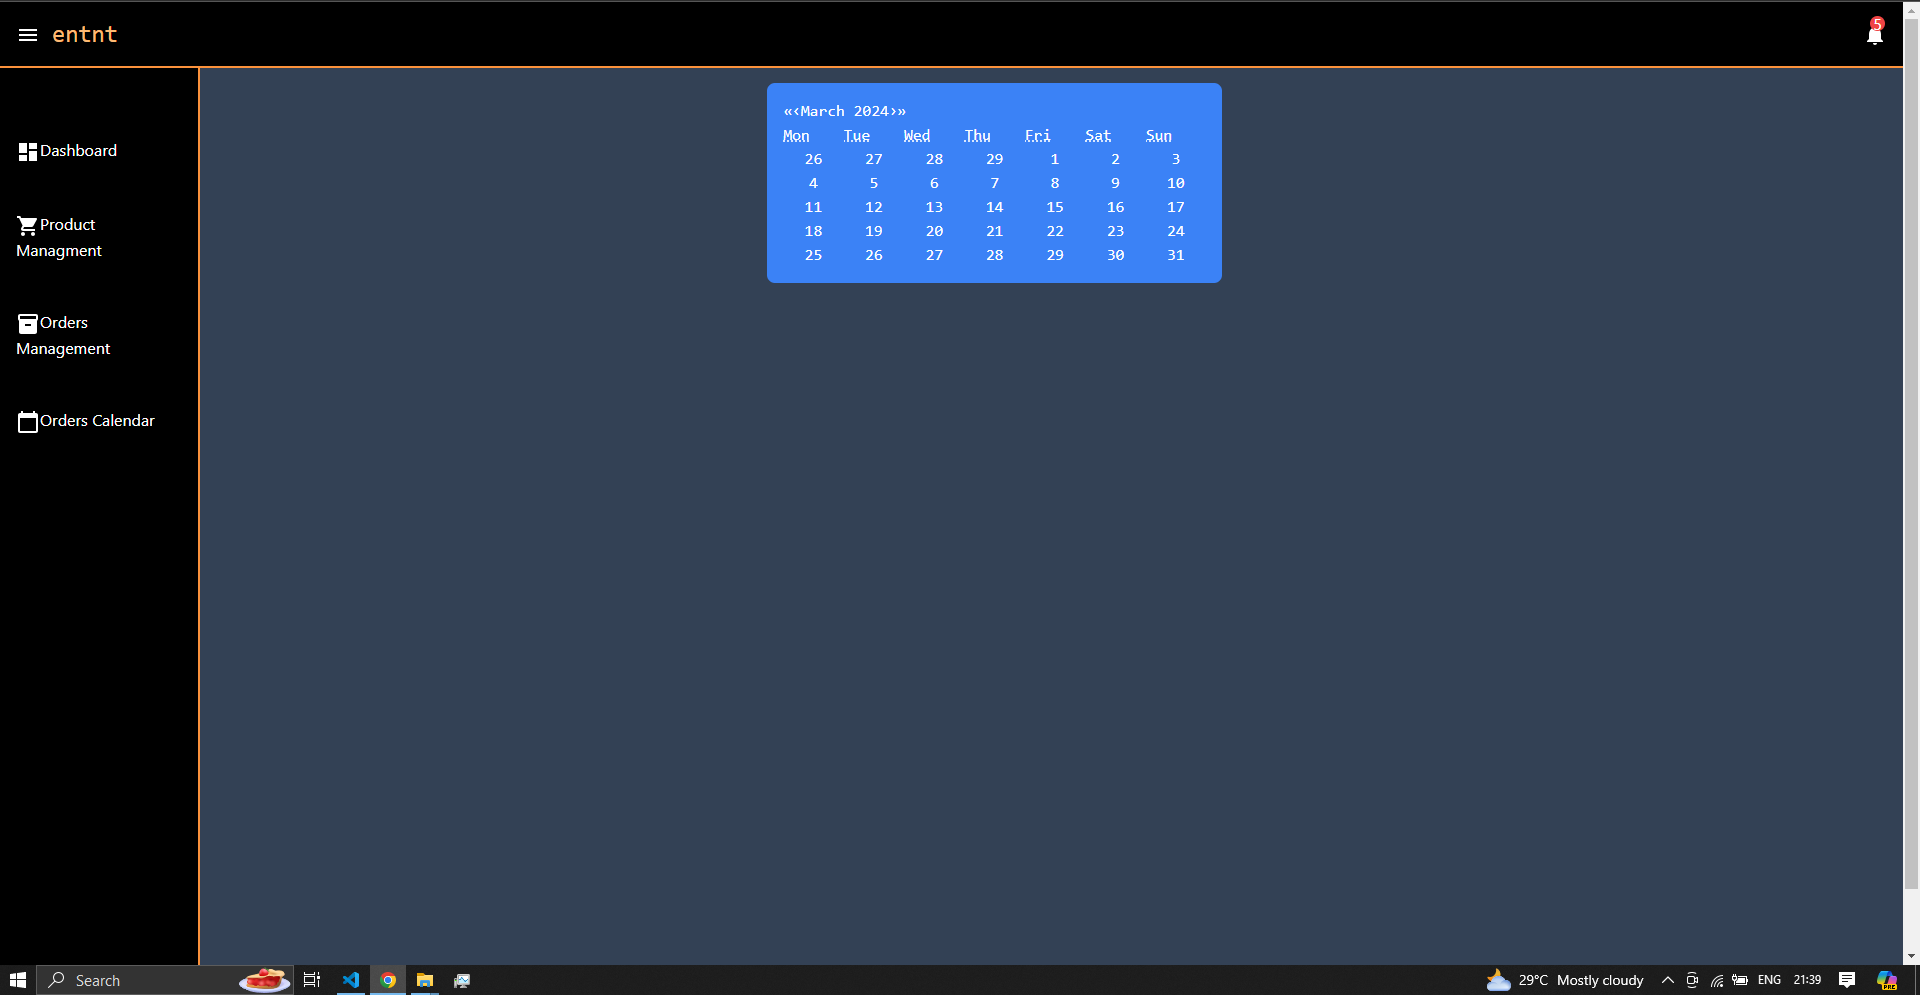 entnt
5
Dashboard
Product
Managment
Orders
Management
Orders Calendar
«‹March 2024›»
Mon Tue Wed Thu Fri Sat Sun
26 27 28 29 1 2 3
4 5 6 7 8 9 10
11 12 13 14 15 16 17
18 19 20 21 22 23 24
25 26 27 28 29 30 31
Search
29°C Mostly cloudy
ENG
21:39
PRE